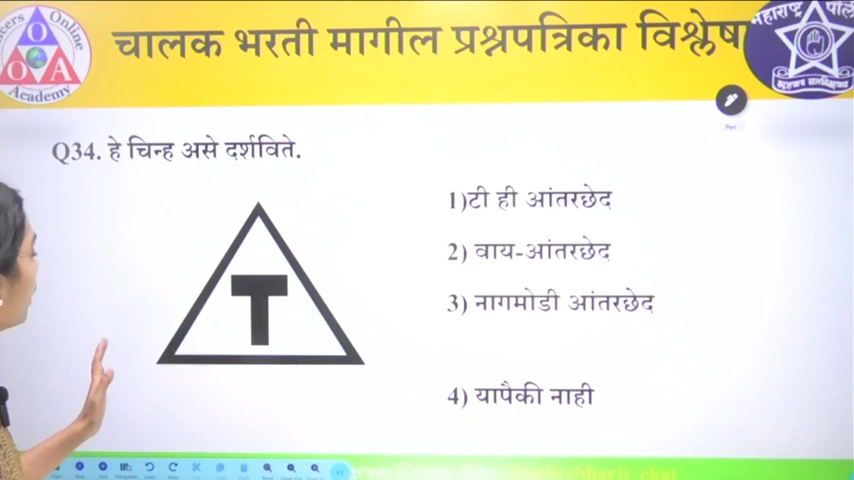 Online
O
O O A
Academy
चालक भरती मागील प्रश्नपत्रिका विश्लेष
महाराष्ट्र
Pen
Q34. हे चिन्ह असे दर्शविते.
T
1)टी ही आंतरछेद
2) वाय-आंतरछेद
3) नागमोडी आंतरछेद
4) यापैकी नाही